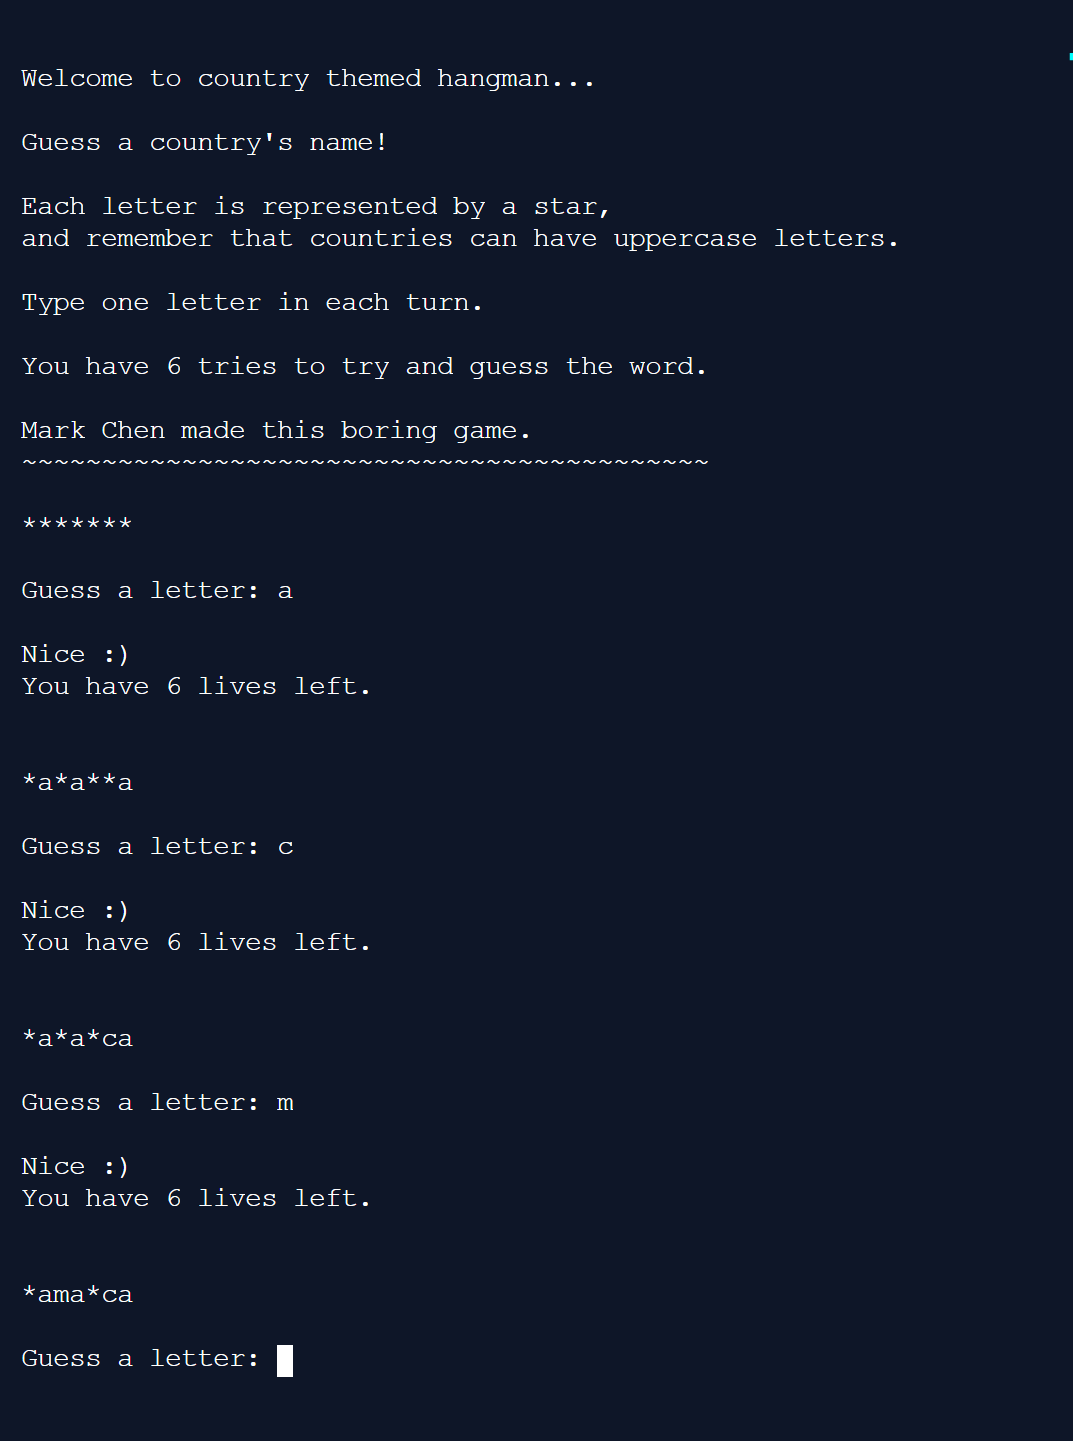 Welcome to country themed hangman...
Guess a country's name!
Each letter is represented by a star,
and remember that countries can have uppercase letters.
Type one letter in each turn.
You have 6 tries to try and guess the word.
Mark Chen made this boring game.
~~~~~~~~~~~~~~~~~~~~~~~~~~~~~~~~~~~~~~~~~~~
*******
Guess a letter: a
Nice :)
You have 6 lives left.
*a*a**a
Guess a letter: c
Nice :)
You have 6 lives left.
*a*a*ca
Guess a letter: m
Nice :)
You have 6 lives left.
*ama*ca
Guess a letter: